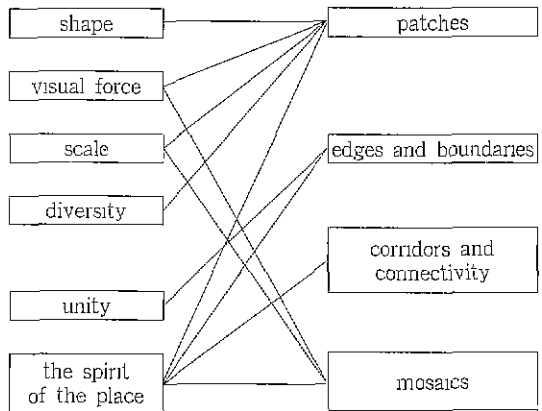 shape
patches
visual force
scale
edges and boundaries
diversity
corridors and
connectivity
unity
the spirit
of the place
mosaics